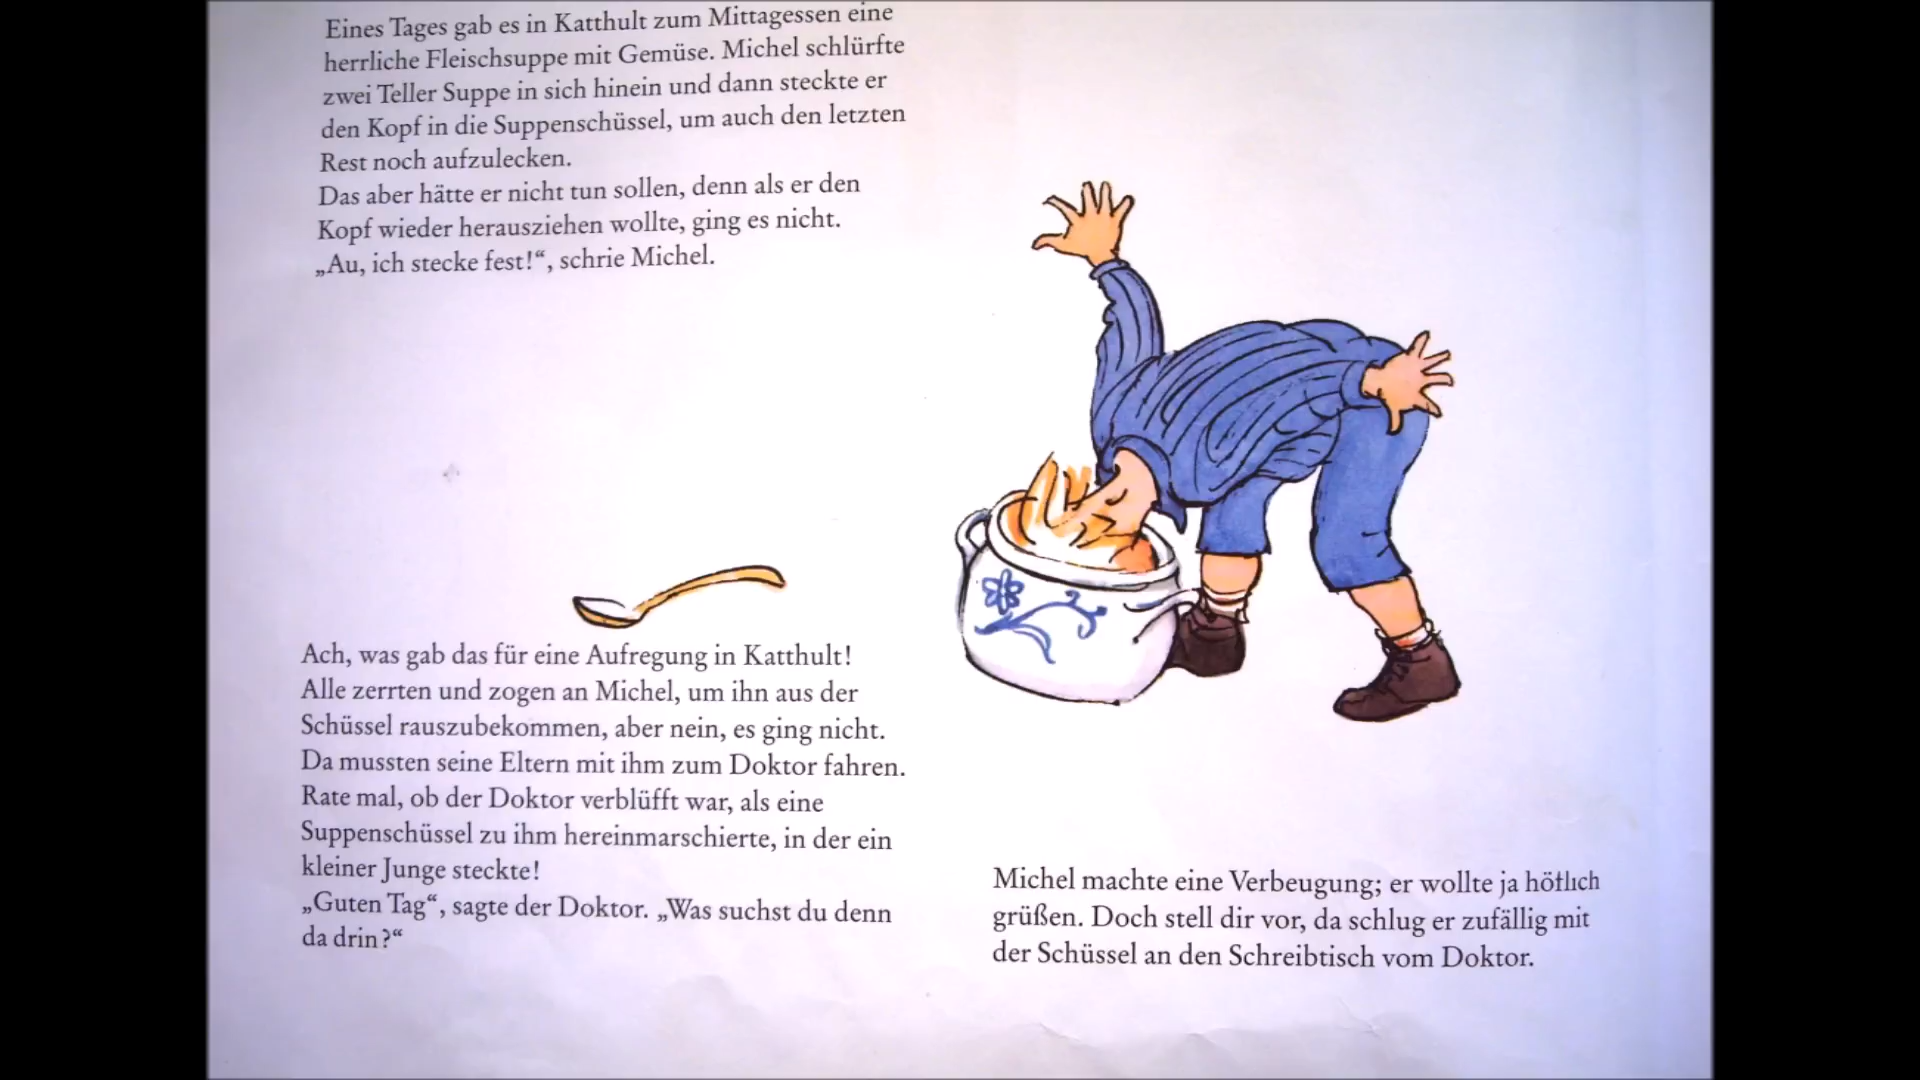 Eines Tages gab es in Katthult zum Mittagessen eine
herrliche Fleischsuppe mit Gemüse. Michel schlürfte
zwei Teller Suppe in sich hinein und dann steckte er
den Kopf in die Suppenschüssel, um auch den letzten
Rest noch aufzulecken.
Das aber hätte er nicht tun sollen, denn als er den
Kopf wieder herausziehen wollte, ging es nicht.
„Au, ich stecke fest!“, schrie Michel.
Ach, was gab das für eine Aufregung in Katthult!
Alle zerrten und zogen an Michel, um ihn aus der
Schüssel rauszubekommen, aber nein, es ging nicht.
Da mussten seine Eltern mit ihm zum Doktor fahren.
Rate mal, ob der Doktor verblüfft war, als eine
Suppenschüssel zu ihm hereinmarschierte, in der ein
kleiner Junge steckte!
„Guten Tag“, sagte der Doktor. „Was suchst du denn
da drin?“
Michel machte eine Verbeugung; er wollte ja höflich
grüßen. Doch stell dir vor, da schlug er zufällig mit
der Schüssel an den Schreibtisch vom Doktor.